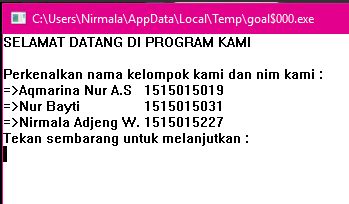 C:\Users\Nirmala\AppData\Local\Temp\goal$000.exe
SELAMAT DATANG DI PROGRAM KAMI
Perkenalkan nama kelompok kami dan nim kami :
=>Aqmarina Nur A.S 1515015019
=>Nur Bayti 1515015031
=>Nirmala Adjeng W. 1515015227
Tekan sembarang untuk melanjutkan :